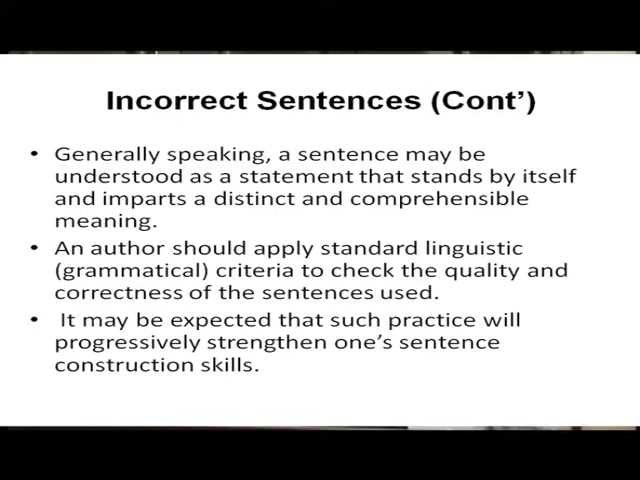 Incorrect Sentences (Cont’)
• Generally speaking, a sentence may be
understood as a statement that stands by itself
and imparts a distinct and comprehensible
meaning.
• An author should apply standard linguistic
(grammatical) criteria to check the quality and
correctness of the sentences used.
• It may be expected that such practice will
progressively strengthen one’s sentence
construction skills.